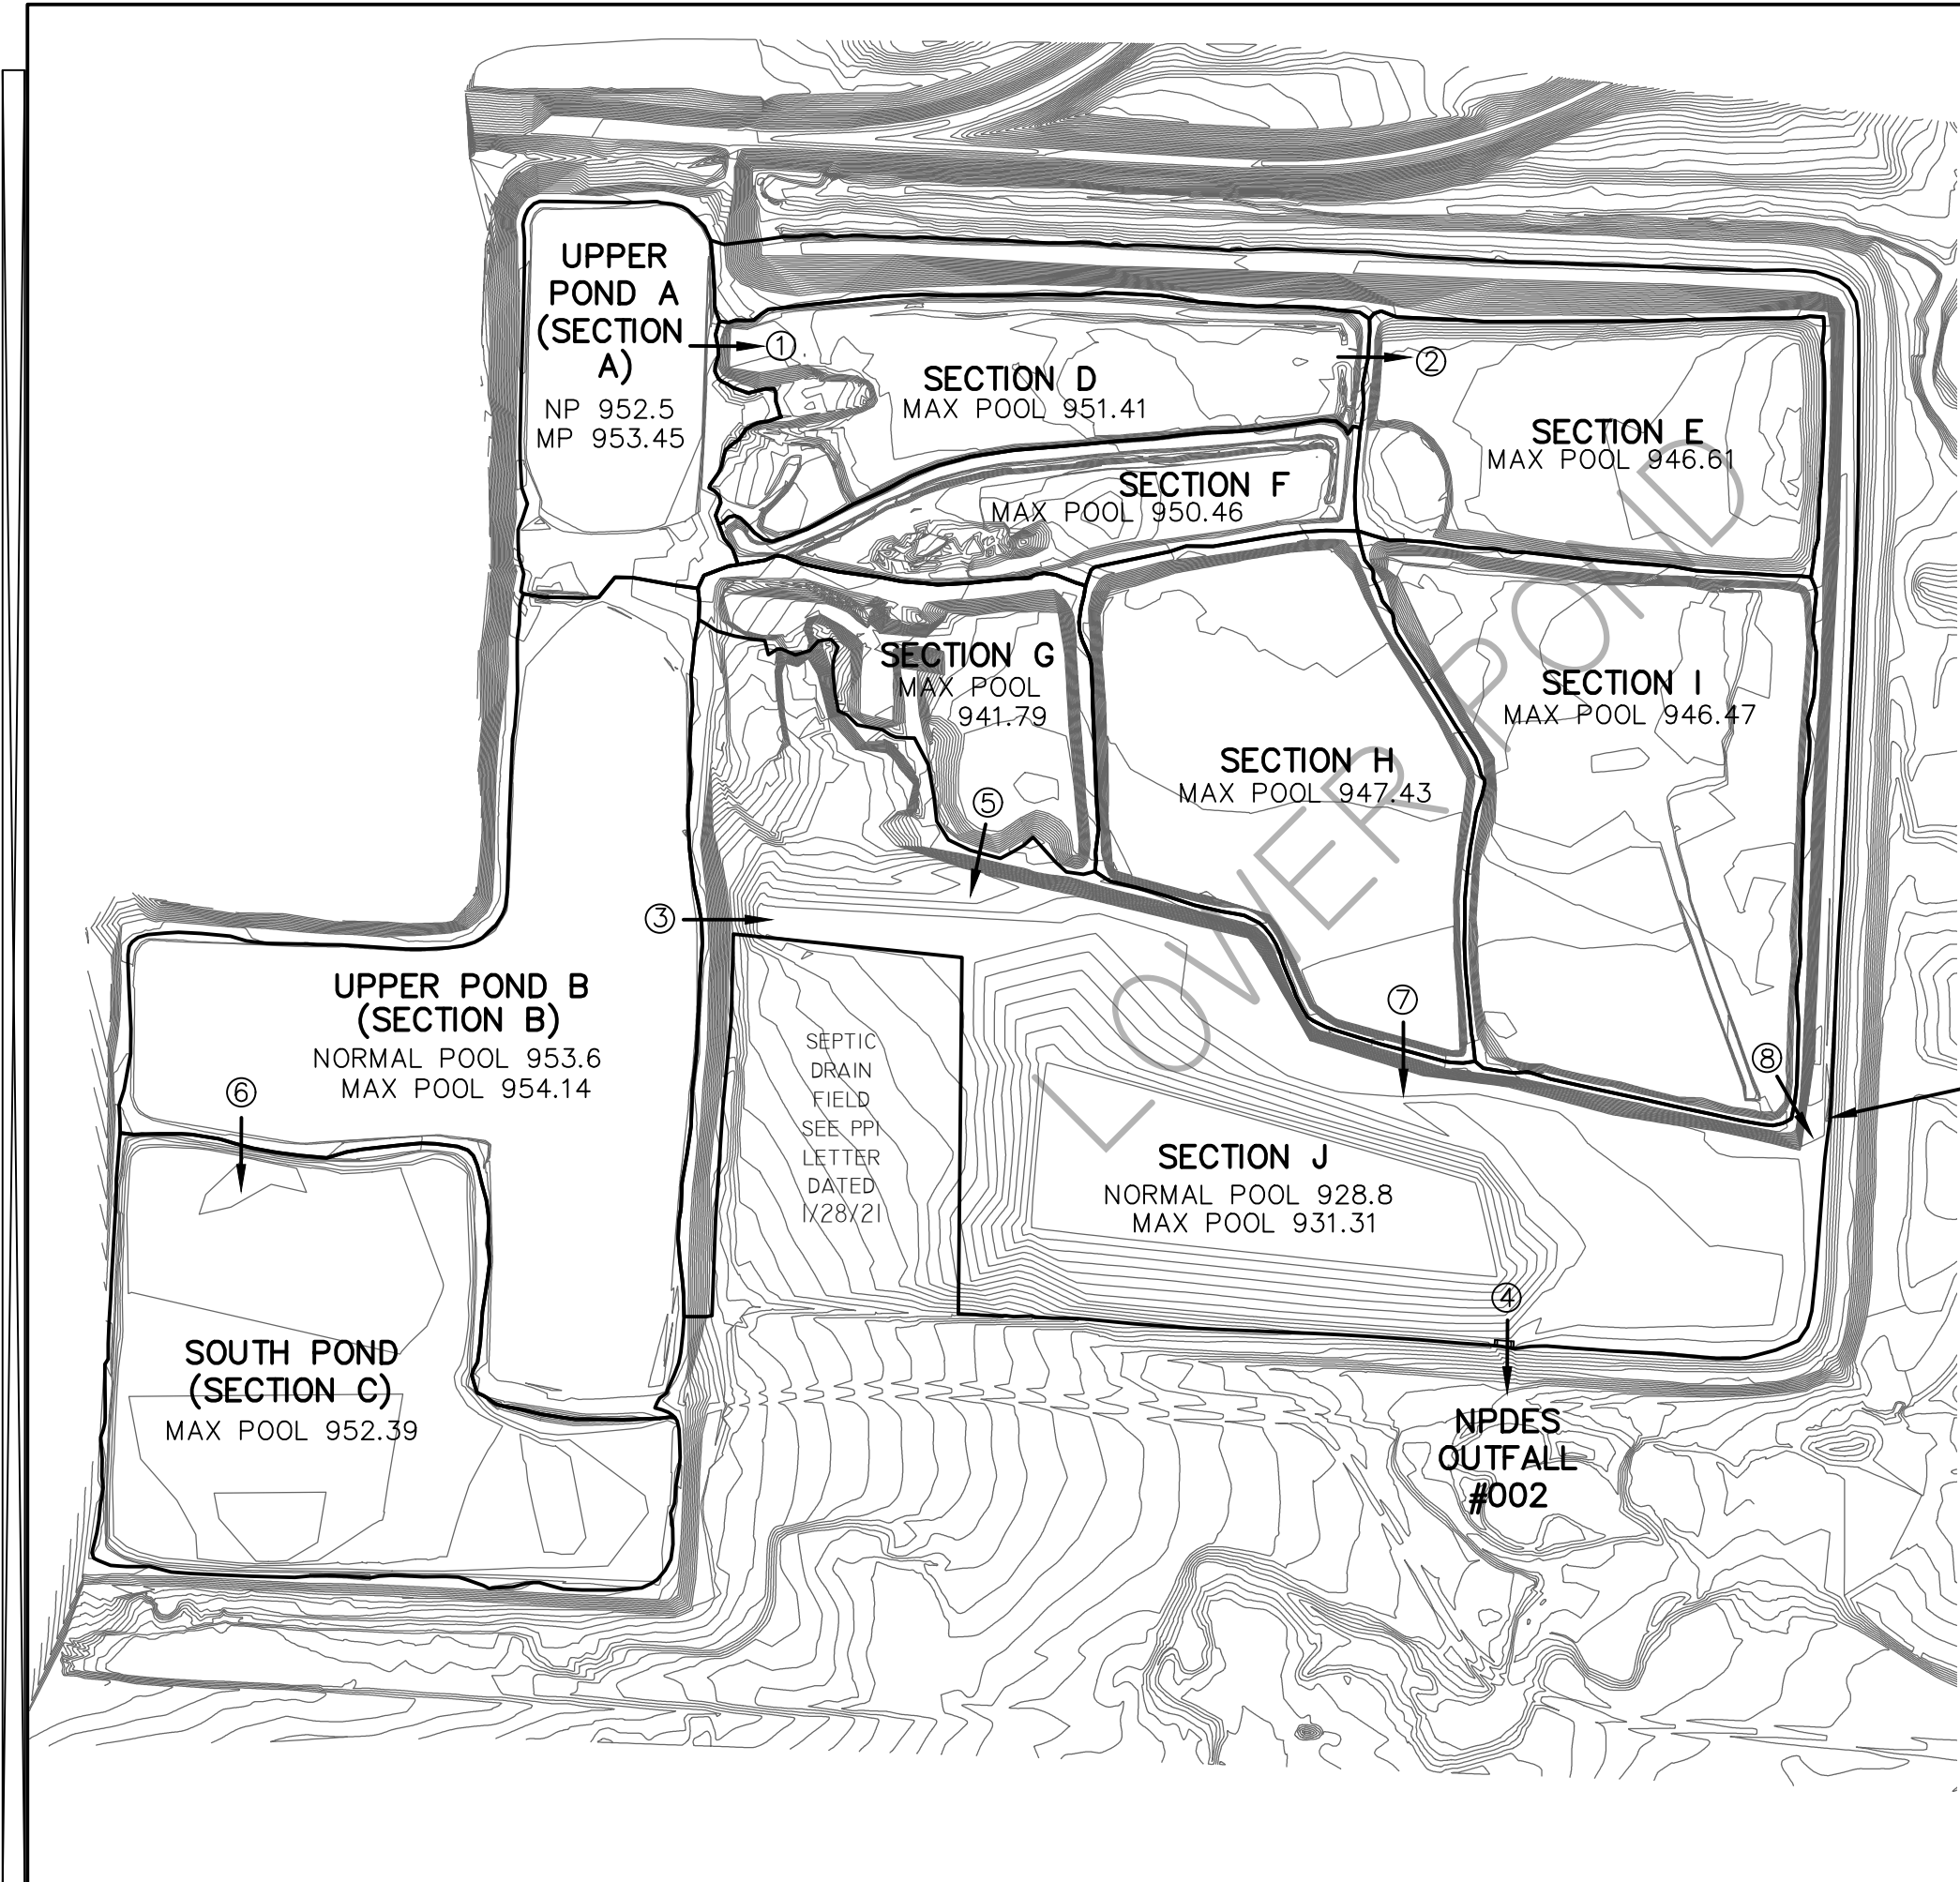 UPPER
POND A
(SECTION
A)
NP 952.5
MP 953.45
①
SECTION D
MAX POOL 951.41
②
SECTION E
MAX POOL 946.61
SECTION F
MAX POOL 950.46
SECTION G
MAX POOL
941.79
SECTION H
MAX POOL 947.43
SECTION I
MAX POOL 946.47
LOWER POND
⑤
③
UPPER POND B
(SECTION B)
NORMAL POOL 953.6
MAX POOL 954.14
⑥
SEPTIC
DRAIN
FIELD
SEE PPI
LETTER
DATED
1/28/21
⑦
⑧
SECTION J
NORMAL POOL 928.8
MAX POOL 931.31
④
SOUTH POND
(SECTION C)
MAX POOL 952.39
NPDES
OUTFALL
#002